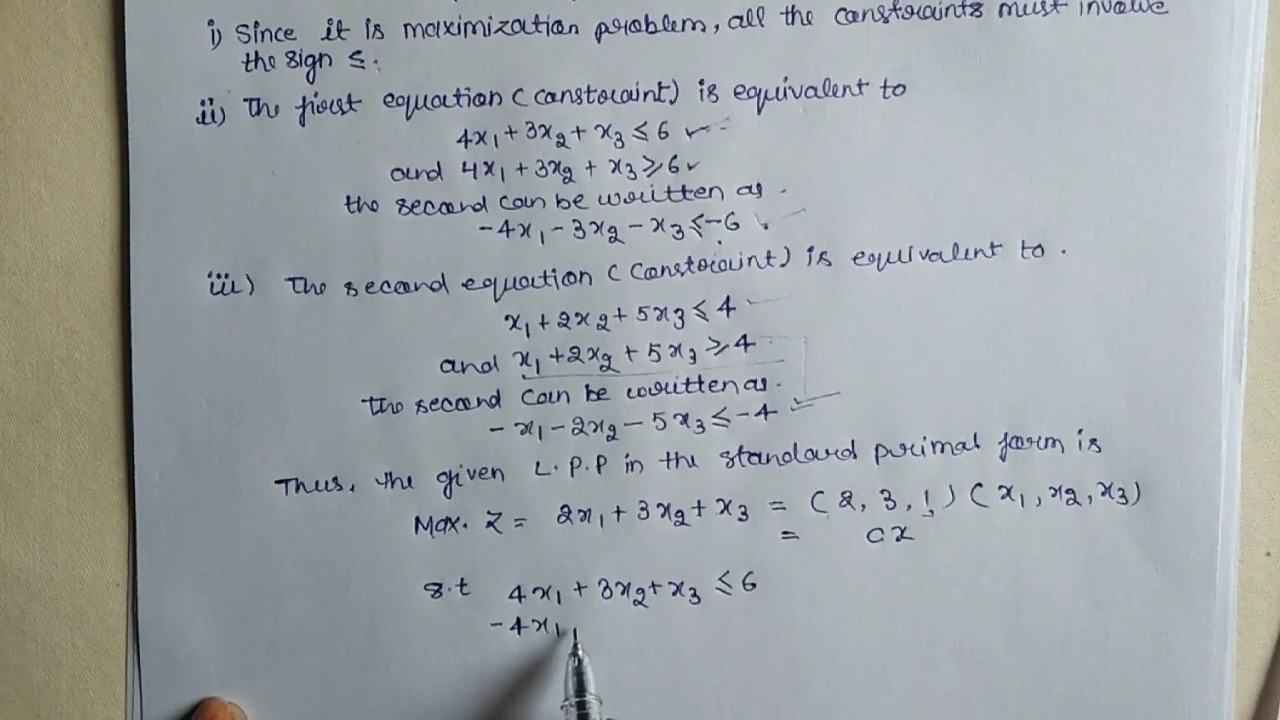 i) Since it is maximization problem, all the constraints must involve
the sign ≤.
ii) The first equation (constraint) is equivalent to
4x₁ + 3x₂ + x₃ ≤ 6
and 4x₁ + 3x₂ + x₃ ≥ 6
the second can be written as.
-4x₁ - 3x₂ - x₃ ≤ -6
iii) The second equation (constraint) is equivalent to.
x₁ + 2x₂ + 5x₃ ≤ 4
and x₁ + 2x₂ + 5x₃ ≥ 4
the second can be written as.
- x₁ - 2x₂ - 5x₃ ≤ -4
Thus, the given L.P.P in the standard primal form is
Max. Z = 2x₁ + 3x₂ + x₃ = (2, 3, 1) (x₁, x₂, x₃)
= cx
s.t 4x₁ + 3x₂ + x₃ ≤ 6
-4x₁